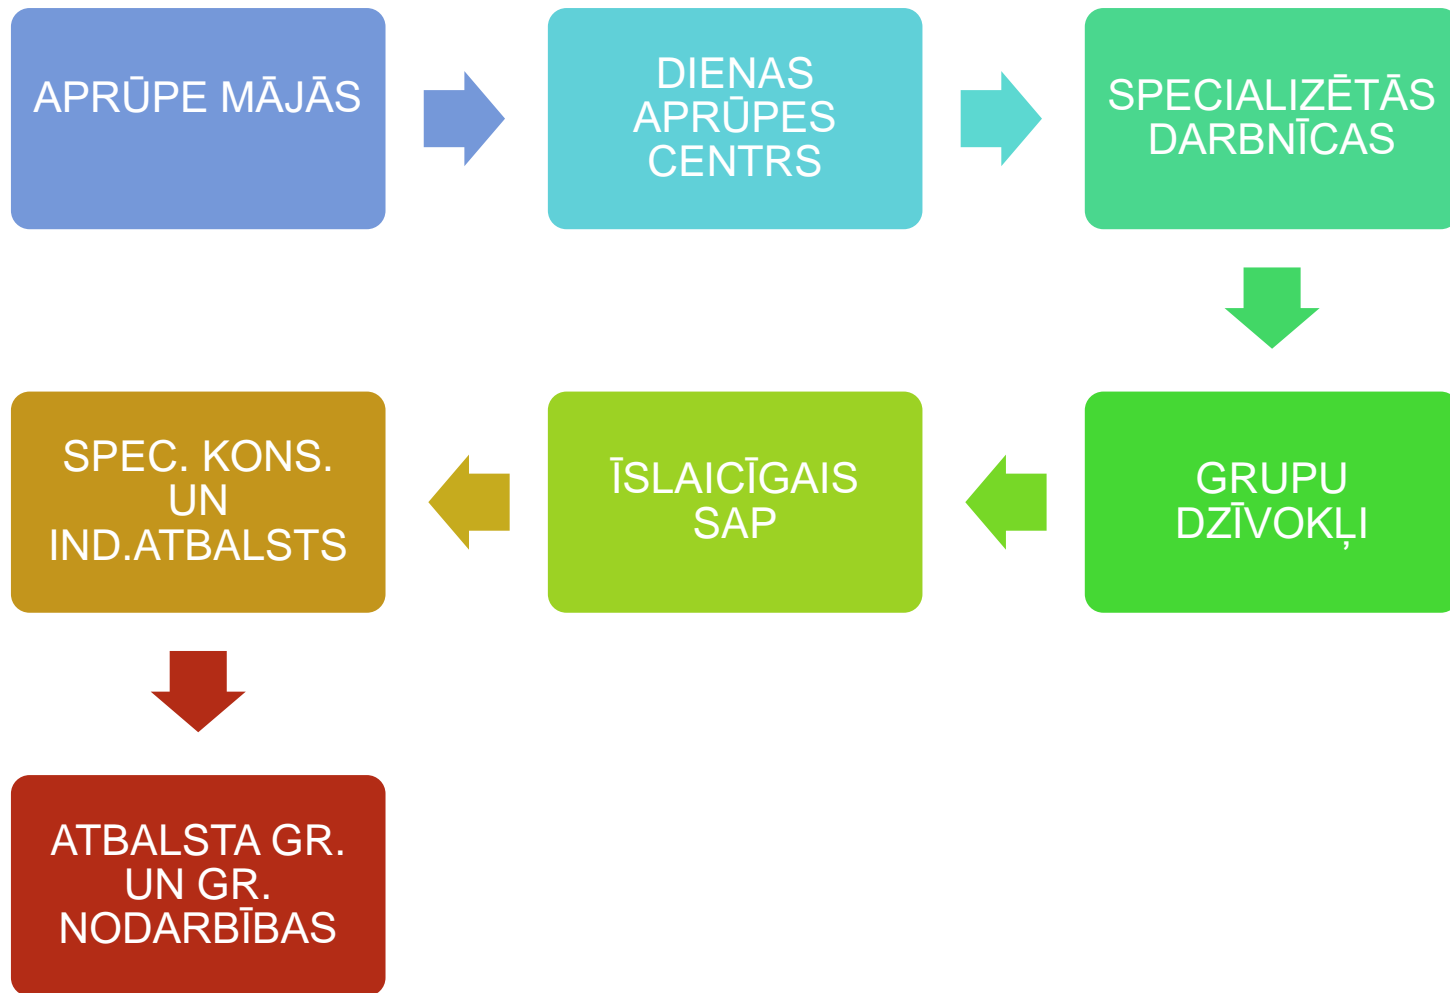 APRŪPE MĀJĀS
DIENAS
APRŪPES
CENTRS
SPECIALIZĒTĀS
DARBNĪCAS
GRUPU
DZĪVOKĻI
ĪSLAICĪGAIS
SAP
SPEC. KONS.
UN
IND.ATBALSTS
ATBALSTA GR.
UN GR.
NODARBĪBAS